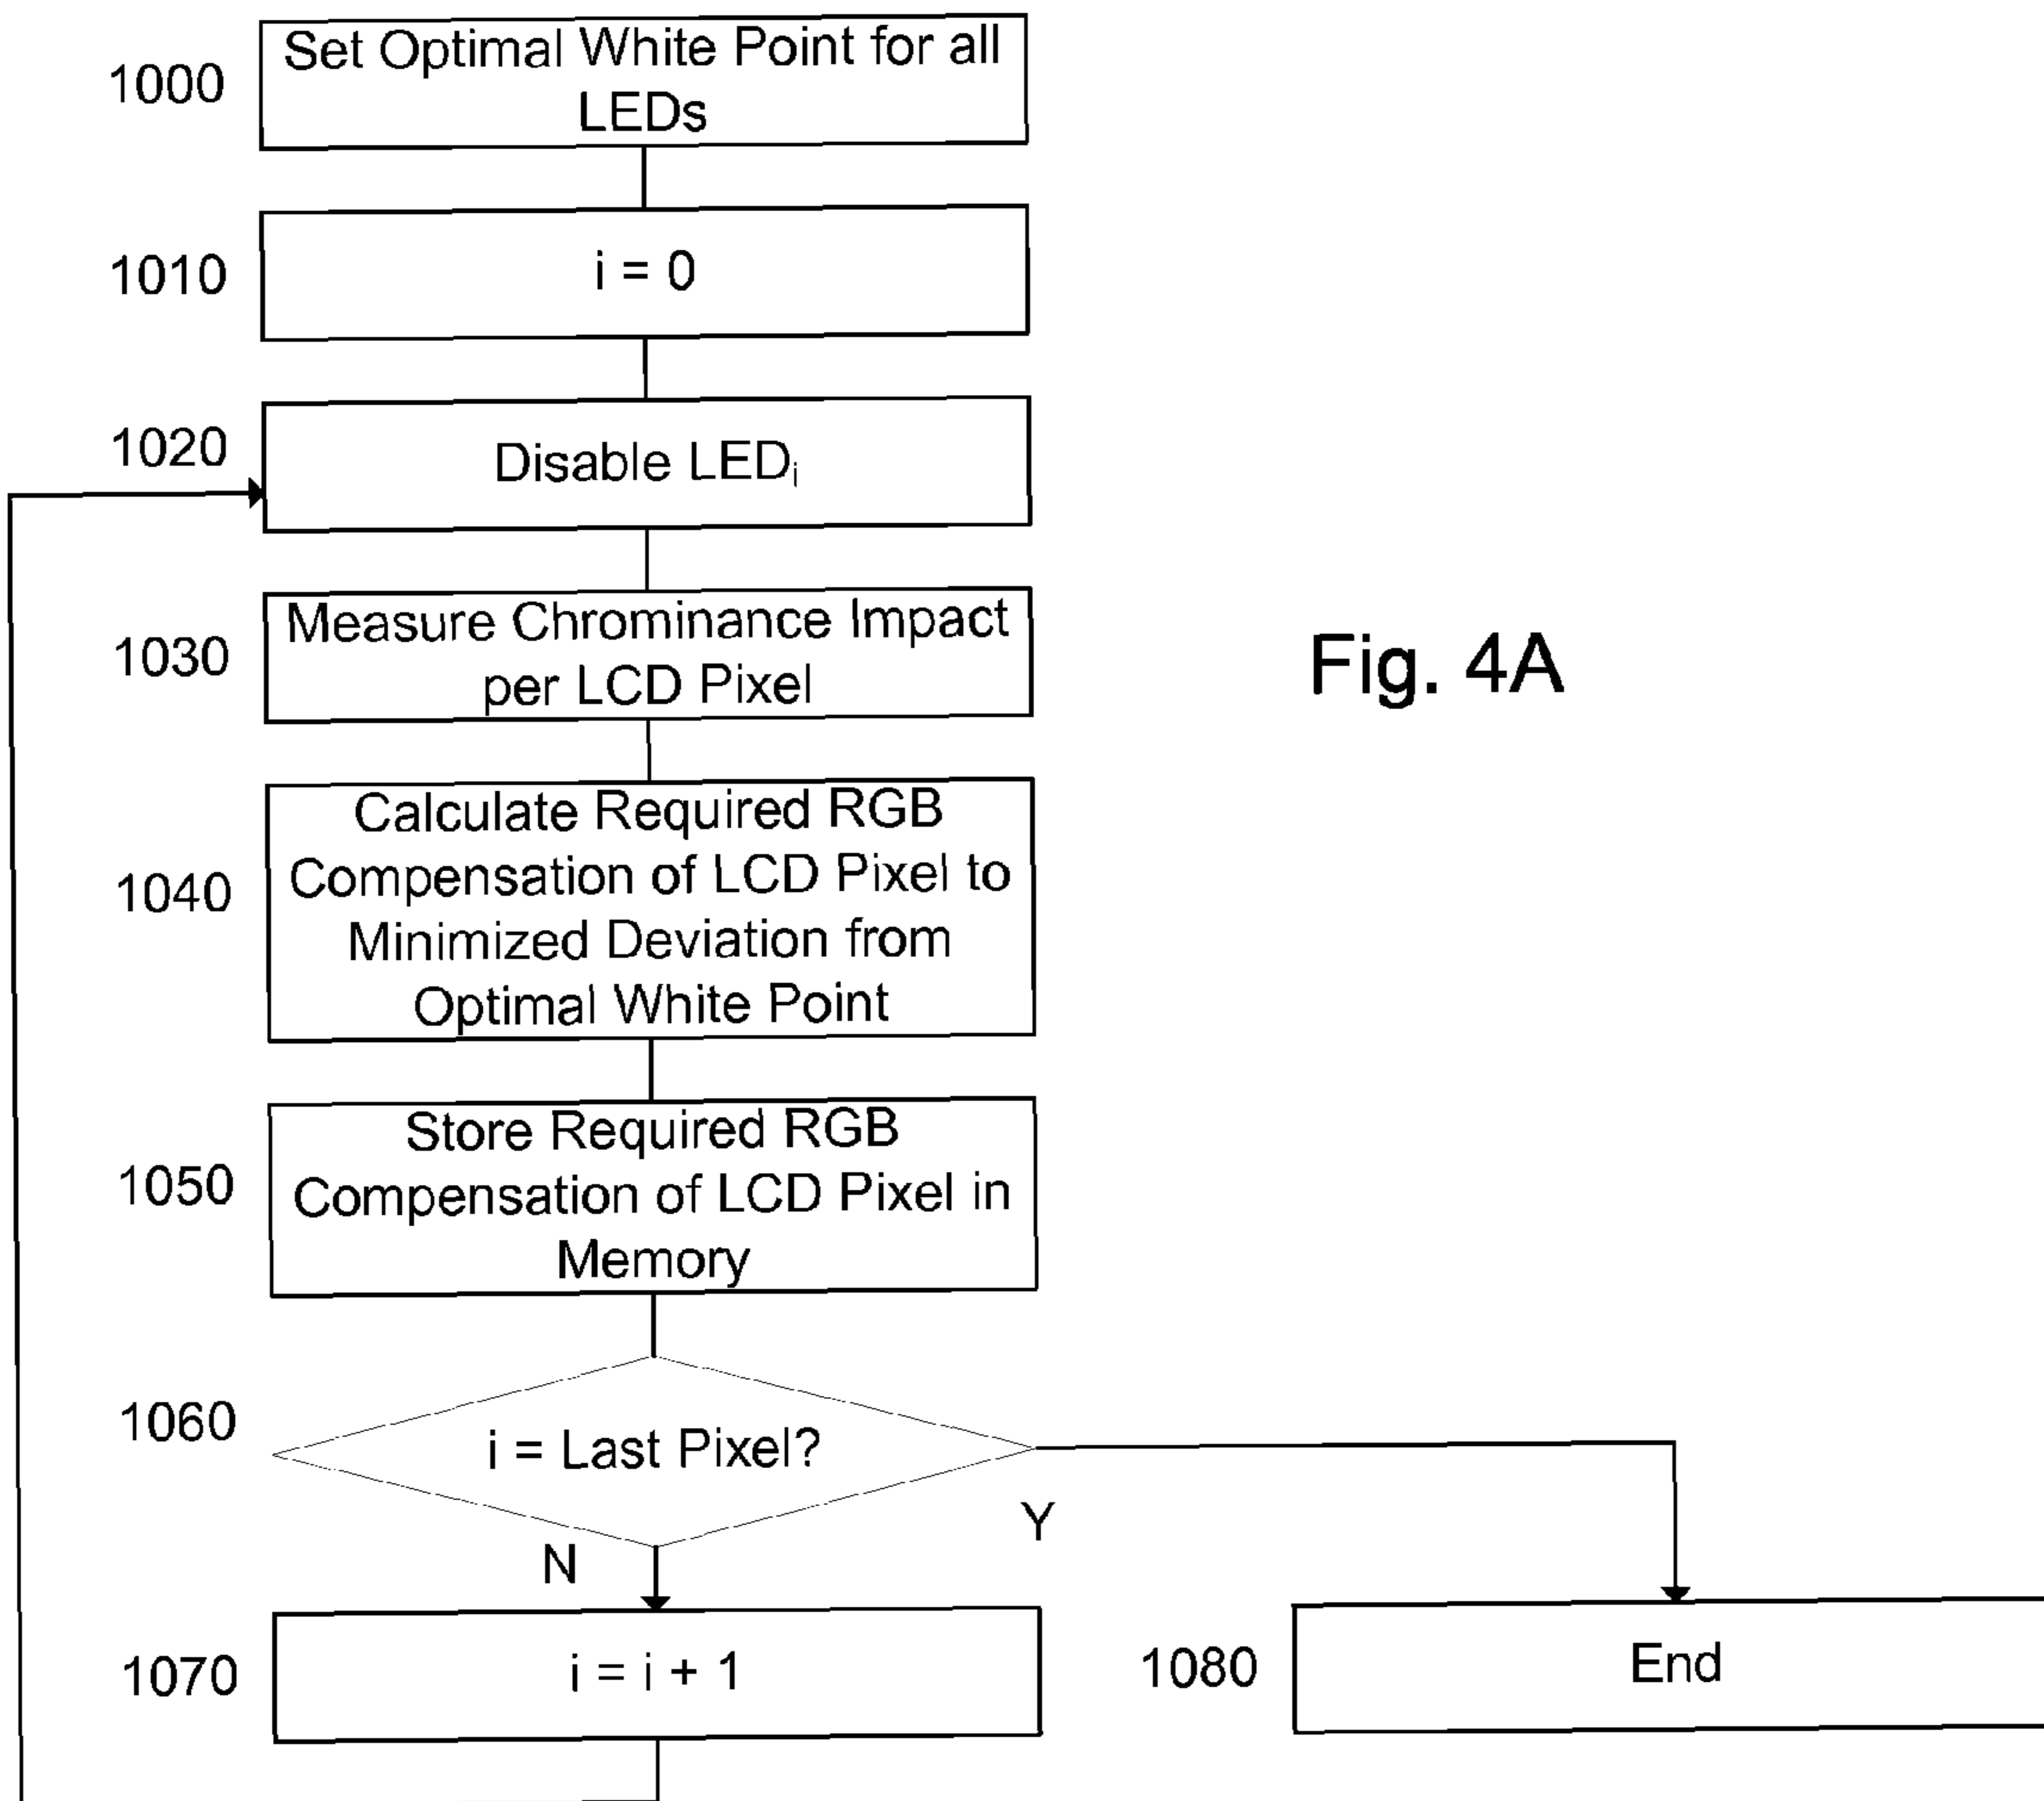 1000
Set Optimal White Point for all
LEDs
1010
i = 0
1020
Disable LEDi
1030
Measure Chrominance Impact
per LCD Pixel
Fig. 4A
1040
Calculate Required RGB
Compensation of LCD Pixel to
Minimized Deviation from
Optimal White Point
1050
Store Required RGB
Compensation of LCD Pixel in
Memory
1060
i = Last Pixel?
Y
N
1070
i = i + 1
1080
End